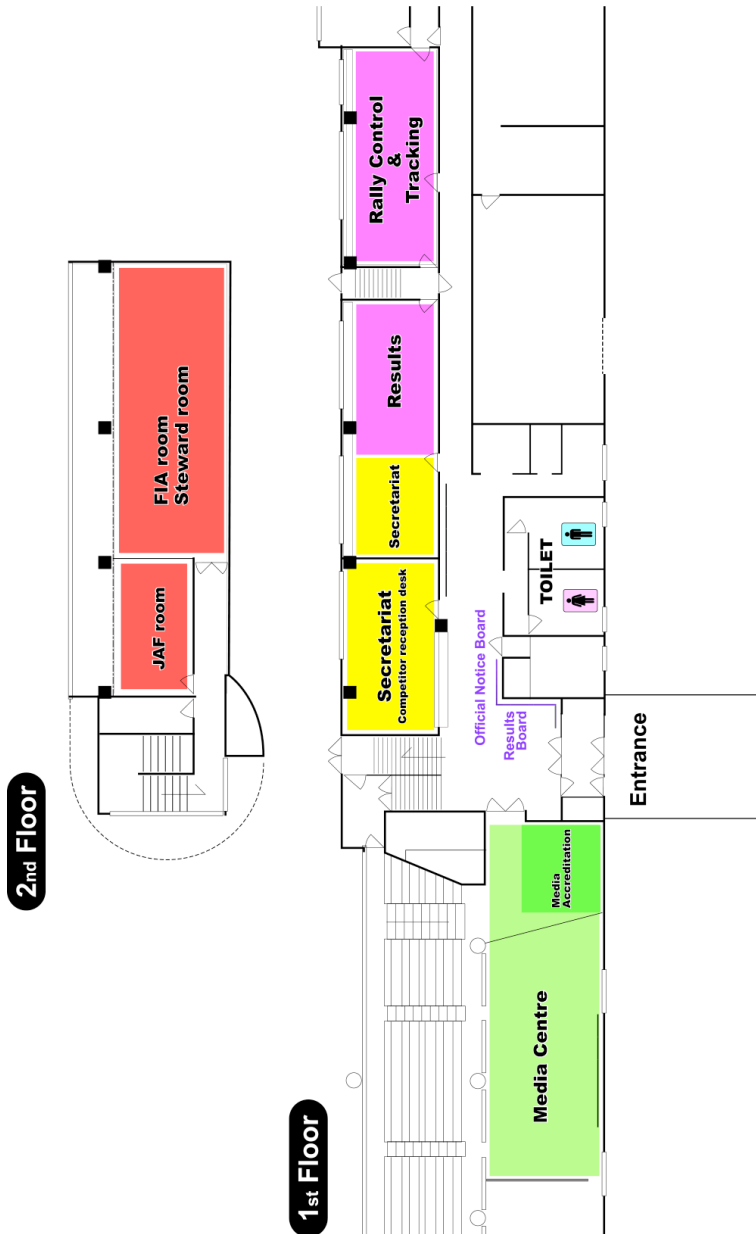 2nd Floor
FIA room
Steward room
JAF room
1st Floor
Rally Control
&
Tracking
Results
Secretariat
Secretariat
Competitor reception desk
Official Notice Board
Results
Board
TOILET
Entrance
Media
Accreditation
Media Centre